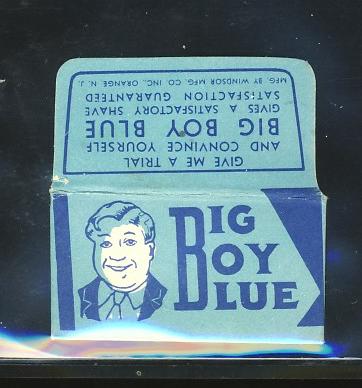 GIVE ME A TRIAL
AND CONVINCE YOURSELF
BIG BOY BLUE
GIVES A SATISFACTORY SHAVE
SATISFACTION GUARANTEED
MFG. BY WINDSOR MFG. CO. INC., ORANGE, N. J.
BIG
BOY
BLUE